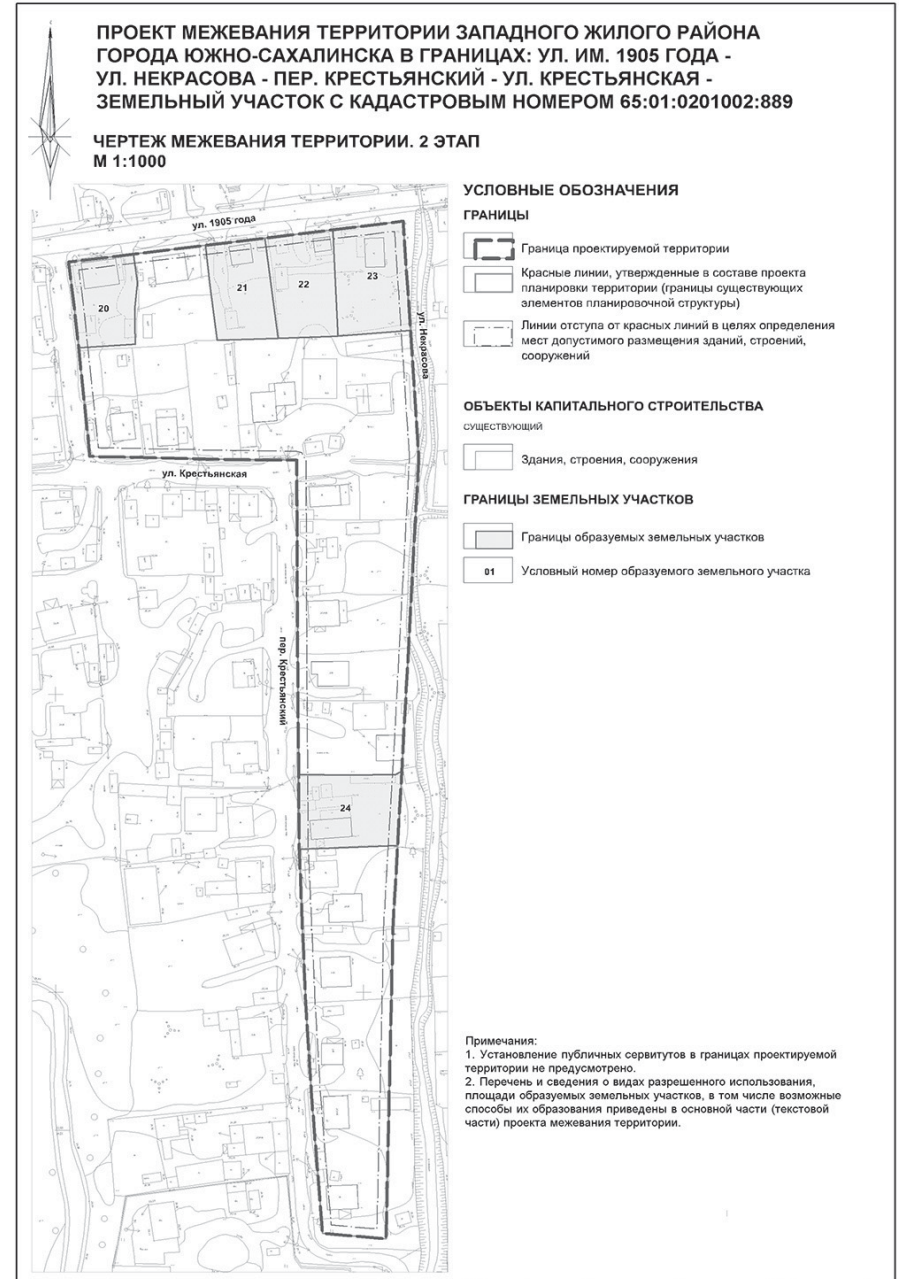 ПРОЕКТ МЕЖЕВАНИЯ ТЕРРИТОРИИ ЗАПАДНОГО ЖИЛОГО РАЙОНА
ГОРОДА ЮЖНО-САХАЛИНСКА В ГРАНИЦАХ: УЛ. ИМ. 1905 ГОДА -
УЛ. НЕКРАСОВА - ПЕР. КРЕСТЬЯНСКИЙ - УЛ. КРЕСТЬЯНСКАЯ -
ЗЕМЕЛЬНЫЙ УЧАСТОК С КАДАСТРОВЫМ НОМЕРОМ 65:01:0201002:889
ЧЕРТЕЖ МЕЖЕВАНИЯ ТЕРРИТОРИИ. 2 ЭТАП
М 1:1000
ул. 1905 года
20
21
22
23
ул. Некрасова
ул. Крестьянская
пер. Крестьянский
24
УСЛОВНЫЕ ОБОЗНАЧЕНИЯ
ГРАНИЦЫ
Граница проектируемой территории
Красные линии, утвержденные в составе проекта
планировки территории (границы существующих
элементов планировочной структуры)
Линии отступа от красных линий в целях определения
мест допустимого размещения зданий, строений,
сооружений
ОБЪЕКТЫ КАПИТАЛЬНОГО СТРОИТЕЛЬСТВА
СУЩЕСТВУЮЩИЙ
Здания, строения, сооружения
ГРАНИЦЫ ЗЕМЕЛЬНЫХ УЧАСТКОВ
Границы образуемых земельных участков
01
Условный номер образуемого земельного участка
Примечания:
1. Установление публичных сервитутов в границах проектируемой
территории не предусмотрено.
2. Перечень и сведения о видах разрешенного использования,
площади образуемых земельных участков, в том числе возможные
способы их образования приведены в основной части (текстовой
части) проекта межевания территории.